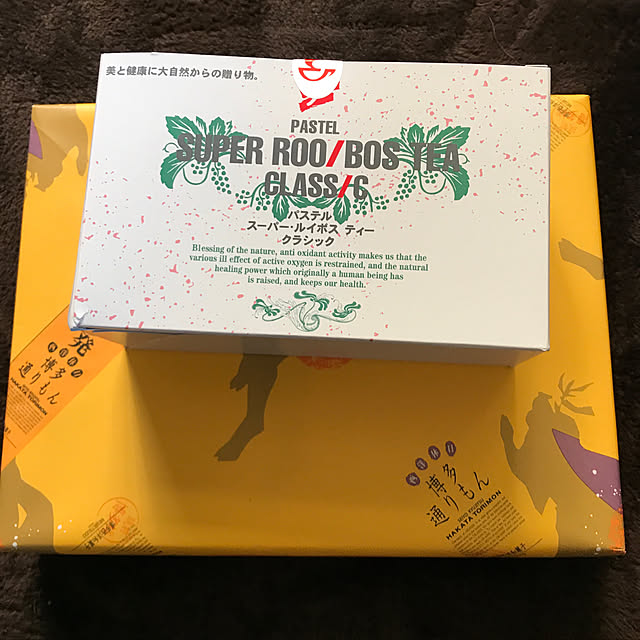 美と健康に大自然からの贈り物。
PASTEL
SUPER ROO/BOS TEA
CLASS/C
パステル
スーパー・ルイボス ティー
クラシック
Blessing of the nature, anti oxidant activity makes us that the
various ill effect of active oxygen is restrained, and the natural
healing power which originally a human being has
is raised, and keeps our health.
発
博多
通りもん
HAKATA TORIMON
博多
通りもん
HAKATA TORIMON